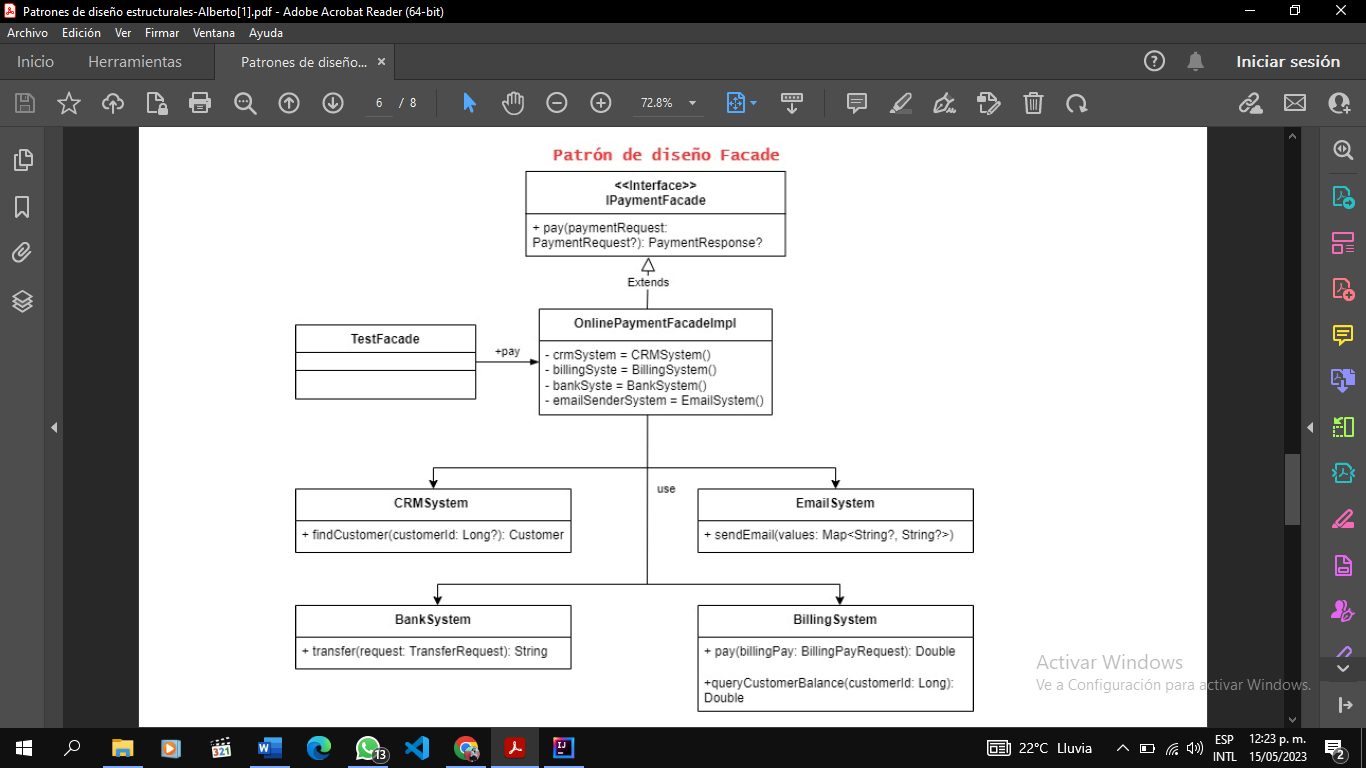 Patrones de diseño estructurales-Alberto[1].pdf - Adobe Acrobat Reader (64-bit)
Archivo Edición Ver Firmar Ventana Ayuda
Inicio Herramientas Patrones de diseño... × Iniciar sesión
6 / 8 72.8%
Patrón de diseño Facade
<<Interface>>
IPaymentFacade
+ pay(paymentRequest:
PaymentRequest?): PaymentResponse?
Extends
OnlinePaymentFacadeImpl
- crmSystem = CRMSystem()
- billingSyste = BillingSystem()
- bankSyste = BankSystem()
- emailSenderSystem = EmailSystem()
TestFacade
+pay
use
CRMSystem
+ findCustomer(customerId: Long?): Customer
EmailSystem
+ sendEmail(values: Map<String?, String?>)
BankSystem
+ transfer(request: TransferRequest): String
BillingSystem
+ pay(billingPay: BillingPayRequest): Double
+queryCustomerBalance(customerId: Long):
Double
Activar Windows
Ve a Configuración para activar Windows.
321
13
22°C Lluvia
ESP
INTL
12:23 p. m.
15/05/2023
2